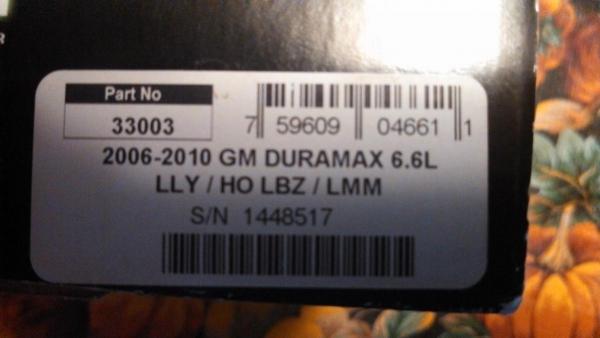 R
Part No
33003
7 59609 04661 1
2006-2010 GM DURAMAX 6.6L
LLY / HO LBZ / LMM
S/N 1448517